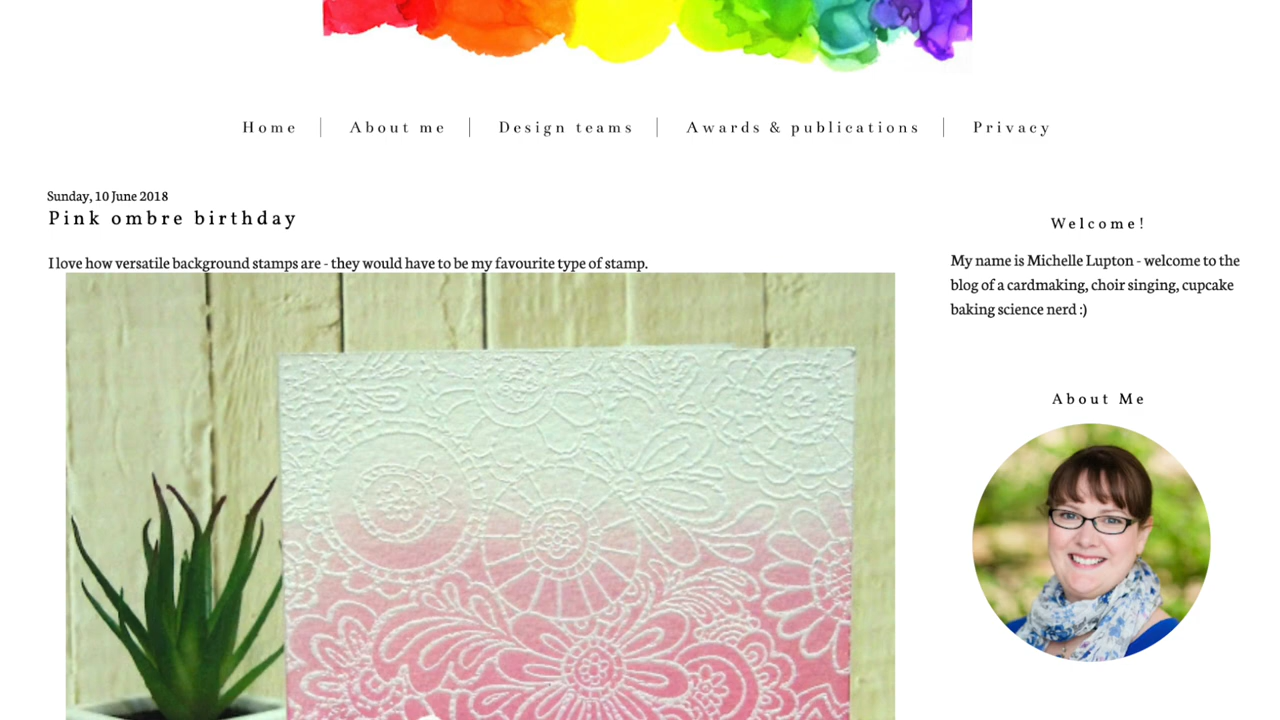 Home
About me
Design teams
Awards & publications
Privacy
Sunday, 10 June 2018
Pink ombre birthday
I love how versatile background stamps are - they would have to be my favourite type of stamp.
Welcome!
My name is Michelle Lupton - welcome to the
blog of a cardmaking, choir singing, cupcake
baking science nerd :)
About Me